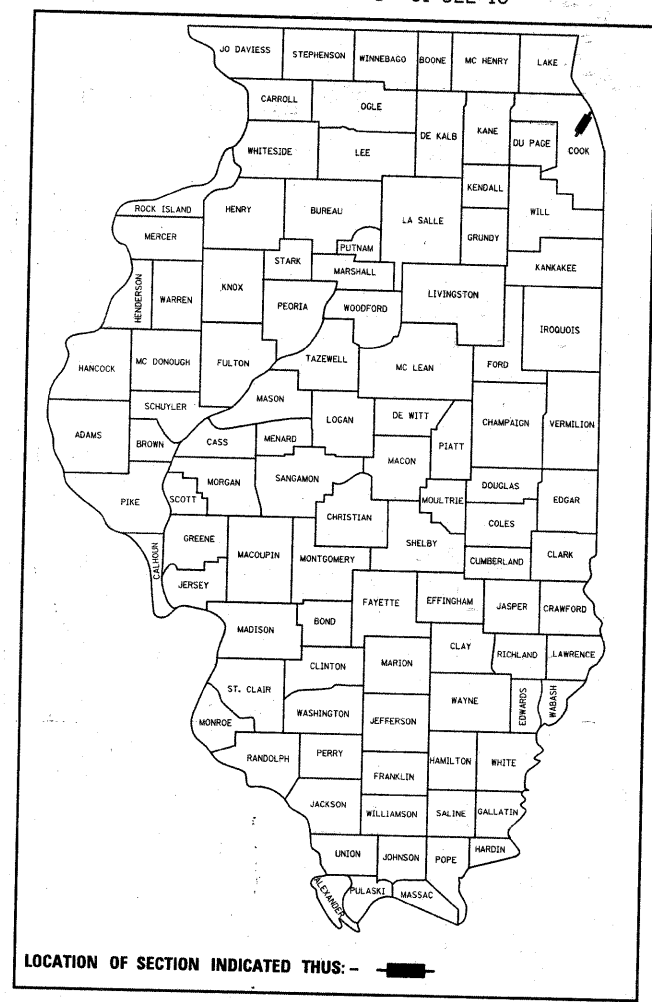 JO DAVIESS STEPHENSON WINNEBAGO BOONE MC HENRY LAKE
CARROLL OGLE
DE KALB KANE DU PAGE COOK
WHITESIDE LEE
KENDALL
ROCK ISLAND HENRY BUREAU LA SALLE WILL
MERCER PUTNAM GRUNDY
STARK MARSHALL KANKAKEE
HENDERSON WARREN KNOX PEORIA WOODFORD LIVINGSTON
IROQUOIS
HANCOCK MC DONOUGH FULTON TAZEWELL MC LEAN FORD
SCHUYLER MASON
LOGAN DE WITT CHAMPAIGN VERMILION
ADAMS BROWN CASS MENARD PIATT
MACON
PIKE SCOTT MORGAN SANGAMON DOUGLAS EDGAR
CHRISTIAN MOULTRIE
COLES
GREENE MACOUPIN MONTGOMERY SHELBY
CALHOUN CUMBERLAND CLARK
JERSEY
FAYETTE EFFINGHAM JASPER CRAWFORD
MADISON BOND
CLAY
CLINTON MARION RICHLAND LAWRENCE
ST. CLAIR WAYNE EDWARDS WABASH
MONROE WASHINGTON JEFFERSON
RANDOLPH PERRY HAMILTON WHITE
FRANKLIN
JACKSON
WILLIAMSON SALINE GALLATIN
UNION JOHNSON POPE HARDIN
ALEXANDER PULASKI MASSAC
LOCATION OF SECTION INDICATED THUS: -